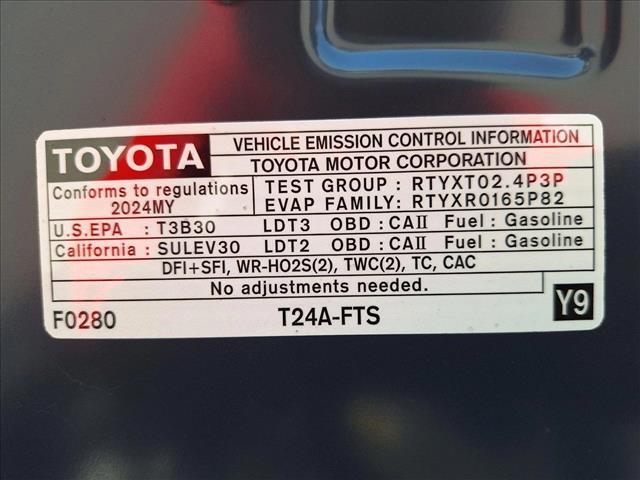 TOYOTA
VEHICLE EMISSION CONTROL INFORMATION
TOYOTA MOTOR CORPORATION
Conforms to regulations
2024MY
TEST GROUP : RTYXT02.4P3P
EVAP FAMILY: RTYXR0165P82
U.S.EPA : T3B30 LDT3 OBD : CAII Fuel : Gasoline
California : SULEV30 LDT2 OBD : CAII Fuel : Gasoline
DFI+SFI, WR-HO2S(2), TWC(2), TC, CAC
No adjustments needed.
F0280 T24A-FTS Y9